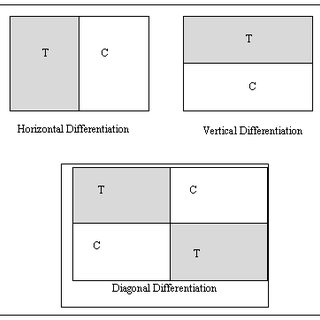 T C
T
C
Horizontal Differentiation
Vertical Differentiation
T C
C T
Diagonal Differentiation